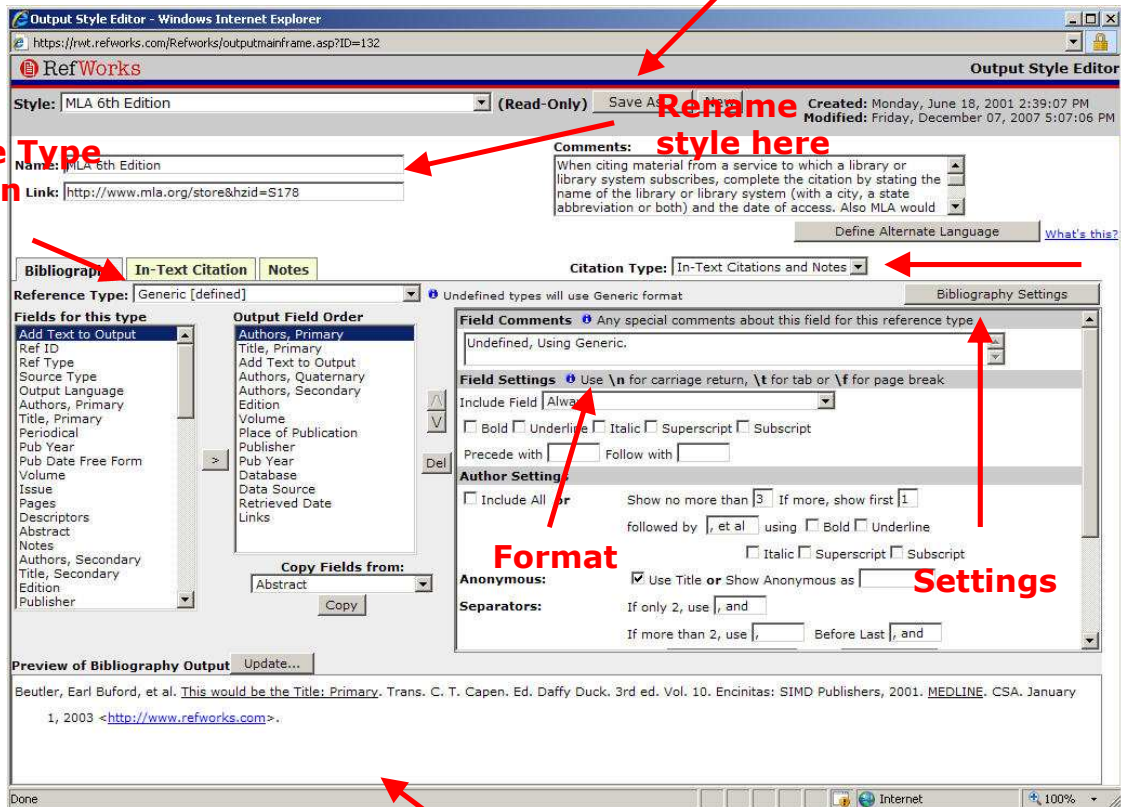 Output Style Editor - Windows Internet Explorer
https://rwt.refworks.com/Refworks/outputmainframe.asp?ID=132
RefWorks
Output Style Editor
Style: MLA 6th Edition (Read-Only) Save As... New
Created: Monday, June 18, 2001 2:39:07 PM
Modified: Friday, December 07, 2007 5:07:06 PM
Rename
style here
Type
Name: MLA 6th Edition
Link: http://www.mla.org/store&hzid=S178
Comments:
When citing material from a service to which a library or
library system subscribes, complete the citation by stating the
name of the library or library system (with a city, a state
abbreviation or both) and the date of access. Also MLA would
Define Alternate Language What's this?
Bibliography In-Text Citation Notes
Citation Type: In-Text Citations and Notes
Reference Type: Generic [defined] Undefined types will use Generic format Bibliography Settings
Fields for this type
Add Text to Output
Ref ID
Ref Type
Source Type
Output Language
Authors, Primary
Title, Primary
Periodical
Pub Year
Pub Date Free Form
Volume
Issue
Pages
Descriptors
Abstract
Notes
Authors, Secondary
Title, Secondary
Edition
Publisher
>
Output Field Order
Authors, Primary
Title, Primary
Add Text to Output
Authors, Quaternary
Authors, Secondary
Edition
Volume
Place of Publication
Publisher
Pub Year
Database
Data Source
Retrieved Date
Links
Del
Copy Fields from:
Abstract
Copy
Field Comments Any special comments about this field for this reference type
Undefined, Using Generic.
Field Settings Use \n for carriage return, \t for tab or \f for page break
Include Field Always
Bold Underline Italic Superscript Subscript
Precede with Follow with
Author Settings
Include All or Show no more than 3 If more, show first 1
followed by , et al using Bold Underline
Italic Superscript Subscript
Format
Settings
Anonymous: Use Title or Show Anonymous as
Separators: If only 2, use , and
If more than 2, use , Before Last , and
Preview of Bibliography Output Update...
Beutler, Earl Buford, et al. This would be the Title: Primary. Trans. C. T. Capen. Ed. Daffy Duck. 3rd ed. Vol. 10. Encinitas: SIMD Publishers, 2001. MEDLINE. CSA. January
1, 2003 <http://www.refworks.com>.
Done Internet 100%